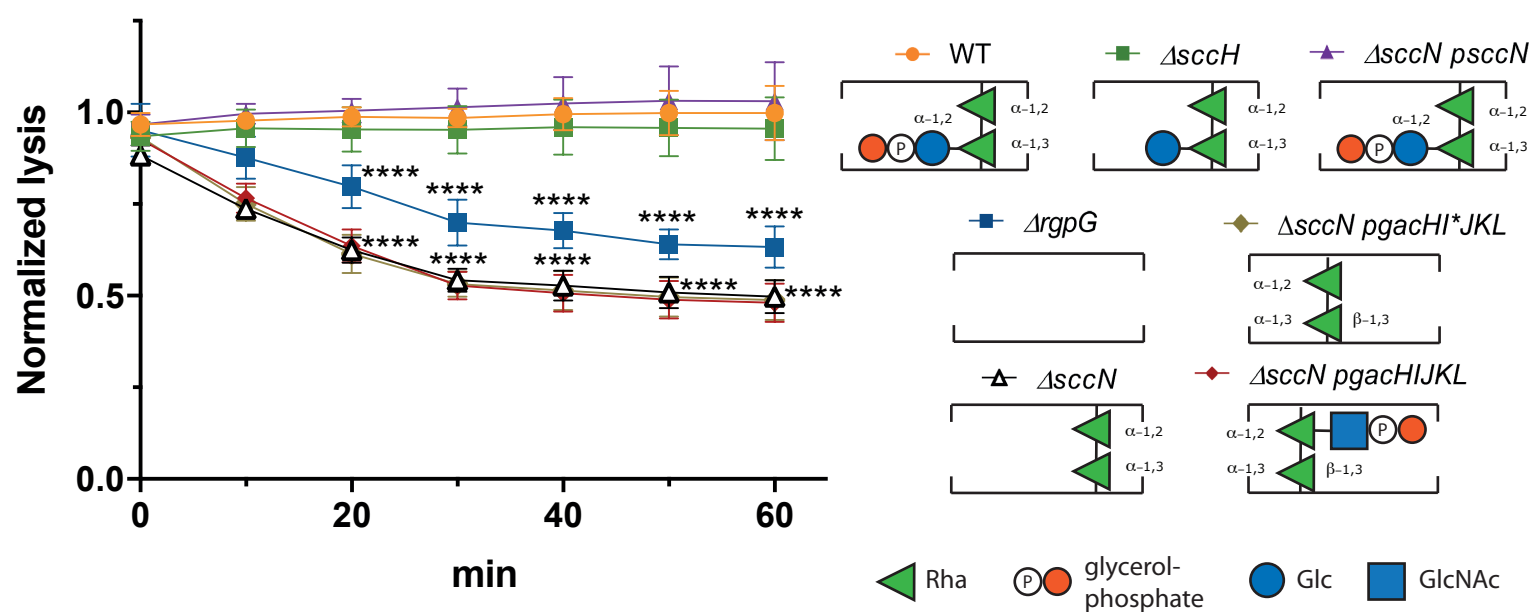 Normalized lysis
1.0
0.5
0.0
0
20
40
60
min
****
****
****
****
****
****
****
****
****
****
WT
α-1,2
α-1,2
α-1,3
P
ΔsccH
α-1,2
α-1,3
ΔsccN psccN
α-1,2
α-1,2
α-1,3
P
ΔrgpG
ΔsccN pgacHI*JKL
α-1,2
α-1,3
β-1,3
ΔsccN
α-1,2
α-1,3
ΔsccN pgacHIJKL
P
α-1,2
α-1,3
β-1,3
Rha
P
glycerol-
phosphate
Glc
GlcNAc